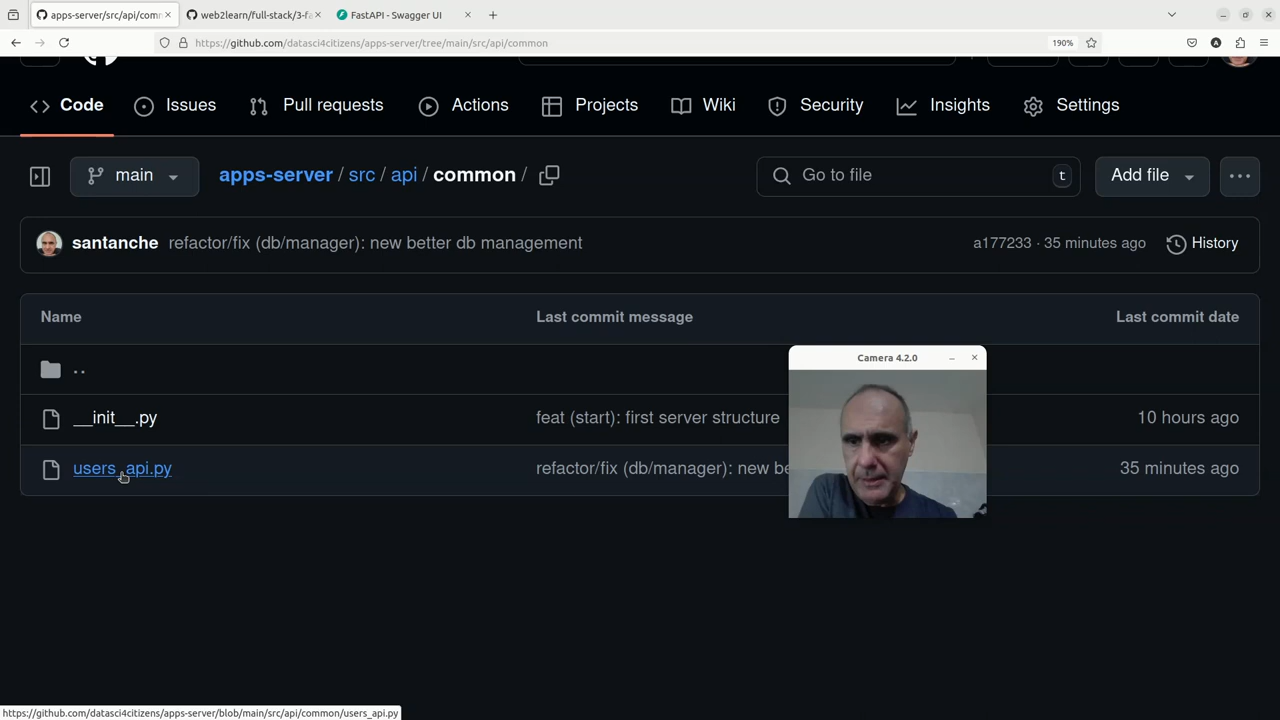 apps-server/src/api/comm
web2learn/full-stack/3-f
FastAPI - Swagger UI
https://github.com/datasci4citizens/apps-server/tree/main/src/api/common
190%
Code
Issues
Pull requests
Actions
Projects
Wiki
Security
Insights
Settings
main
apps-server / src / api / common /
Go to file
t
Add file
santanche refactor/fix (db/manager): new better db management
a177233 · 35 minutes ago
History
Name Last commit message Last commit date
..
Camera 4.2.0
__init__.py feat (start): first server structure 10 hours ago
users_api.py refactor/fix (db/manager): new be 35 minutes ago
https://github.com/datasci4citizens/apps-server/blob/main/src/api/common/users_api.py